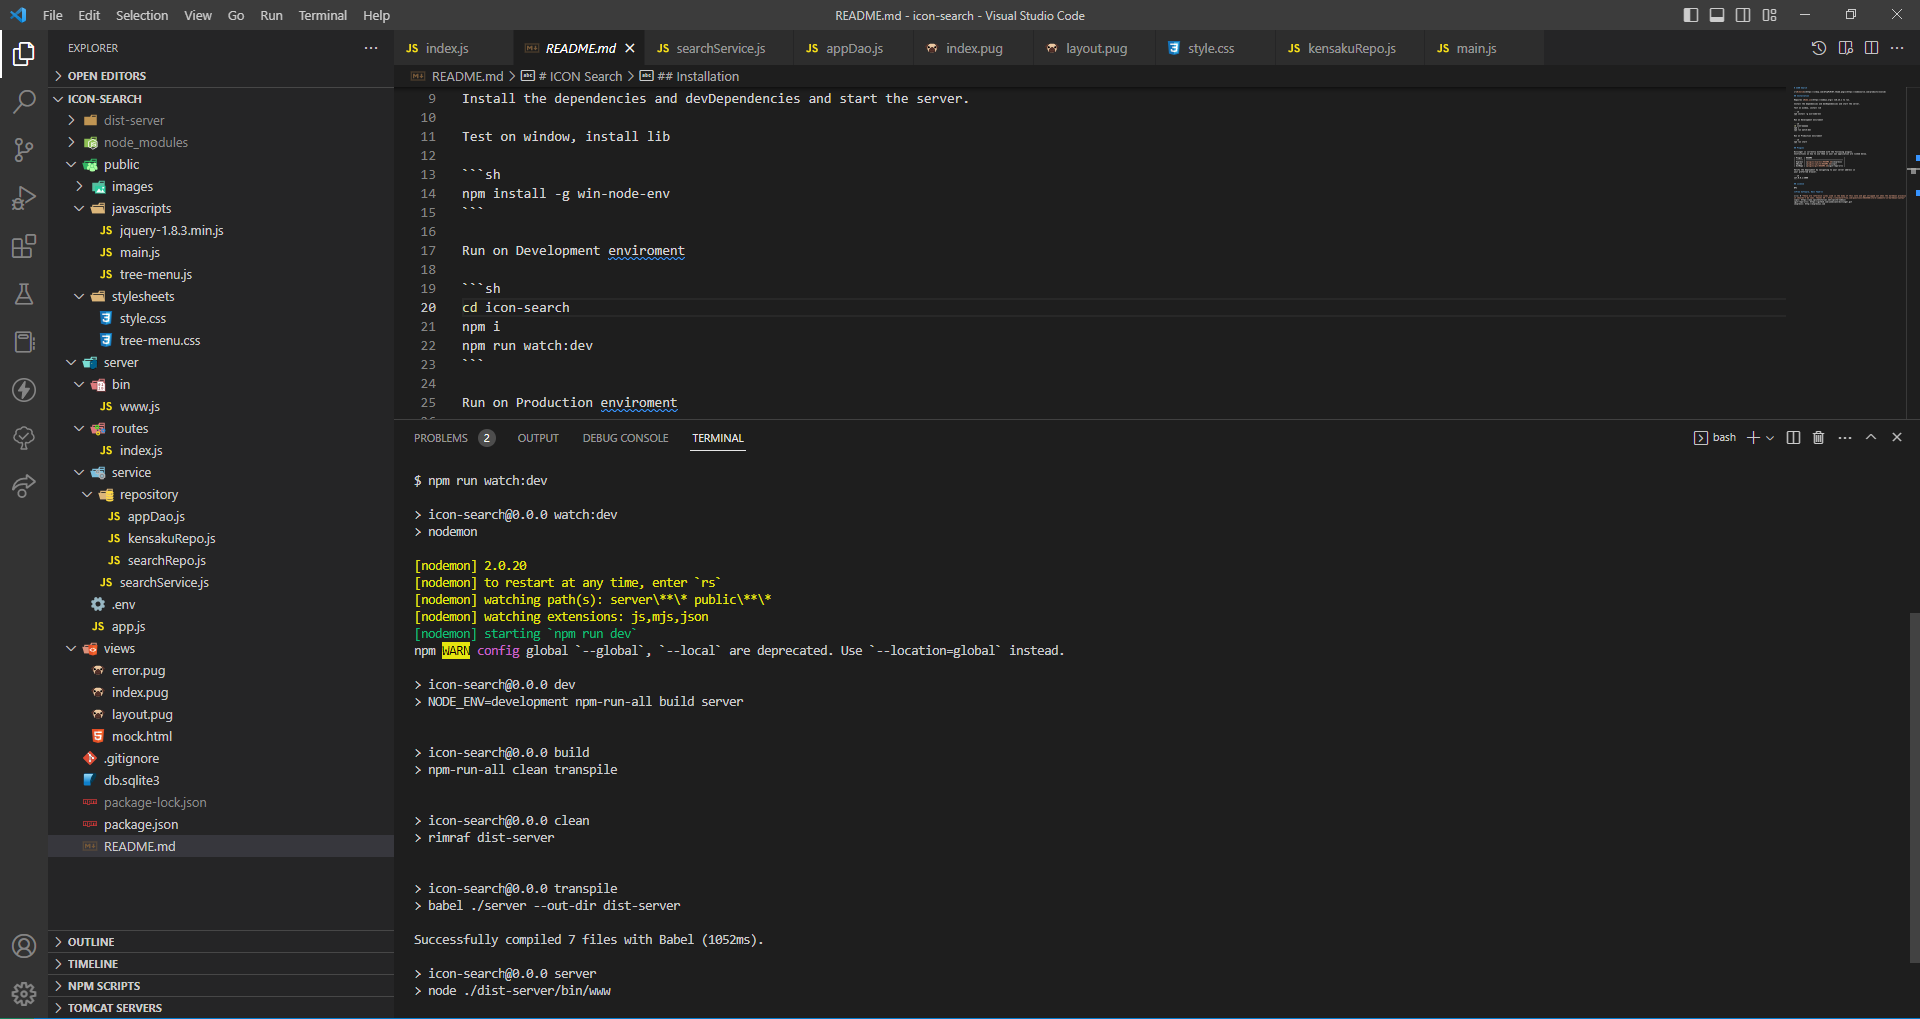 File Edit Selection View Go Run Terminal Help
README.md - icon-search - Visual Studio Code
EXPLORER
OPEN EDITORS
ICON-SEARCH
dist-server
node_modules
public
images
javascripts
JS jquery-1.8.3.min.js
JS main.js
JS tree-menu.js
stylesheets
style.css
tree-menu.css
server
bin
JS www.js
routes
JS index.js
service
repository
JS appDao.js
JS kensakuRepo.js
JS searchRepo.js
JS searchService.js
.env
JS app.js
views
error.pug
index.pug
layout.pug
mock.html
.gitignore
db.sqlite3
package-lock.json
package.json
README.md
OUTLINE
TIMELINE
NPM SCRIPTS
TOMCAT SERVERS
JS index.js README.md JS searchService.js JS appDao.js index.pug layout.pug style.css JS kensakuRepo.js JS main.js
README.md > # ICON Search > ## Installation
9 Install the dependencies and devDependencies and start the server.
10
11 Test on window, install lib
12
13 ```sh
14 npm install -g win-node-env
15 ```
16
17 Run on Development enviroment
18
19 ```sh
20 cd icon-search
21 npm i
22 npm run watch:dev
23 ```
24
25 Run on Production enviroment
PROBLEMS 2 OUTPUT DEBUG CONSOLE TERMINAL
bash
$ npm run watch:dev
> icon-search@0.0.0 watch:dev
> nodemon
[nodemon] 2.0.20
[nodemon] to restart at any time, enter `rs`
[nodemon] watching path(s): server\**\* public\**\*
[nodemon] watching extensions: js,mjs,json
[nodemon] starting `npm run dev`
npm WARN config global `--global`, `--local` are deprecated. Use `--location=global` instead.
> icon-search@0.0.0 dev
> NODE_ENV=development npm-run-all build server
> icon-search@0.0.0 build
> npm-run-all clean transpile
> icon-search@0.0.0 clean
> rimraf dist-server
> icon-search@0.0.0 transpile
> babel ./server --out-dir dist-server
Successfully compiled 7 files with Babel (1052ms).
> icon-search@0.0.0 server
> node ./dist-server/bin/www